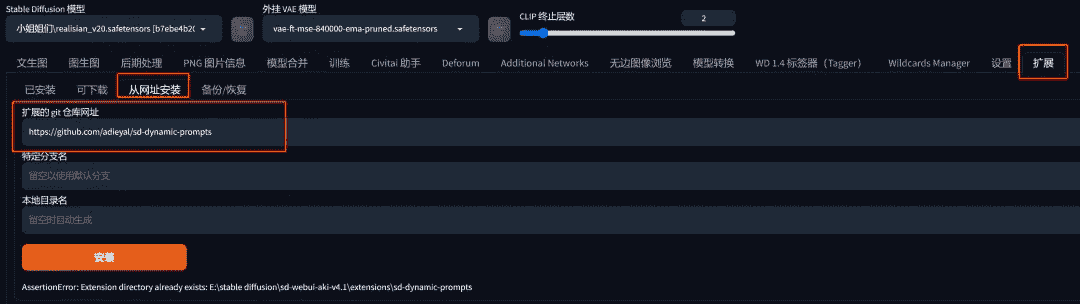 Stable Diffusion 模型
外挂 VAE 模型
CLIP 终止层数
2
小姐姐们\realisian_v20.safetensors [b7ebe4b20
vae-ft-mse-840000-ema-pruned.safetensors
文生图 图生图 后期处理 PNG 图片信息 模型合并 训练 Civitai 助手 Deforum Additional Networks 无边图像浏览 模型转换 WD 1.4 标签器（Tagger） Wildcards Manager 设置 扩展
已安装 可下载 从网址安装 备份/恢复
扩展的 git 仓库网址
https://github.com/adieyal/sd-dynamic-prompts
特定分支名
留空以使用默认分支
本地目录名
留空时自动生成
安装
AssertionError: Extension directory already exists: E:\stable diffusion\sd-webui-aki-v4.1\extensions\sd-dynamic-prompts